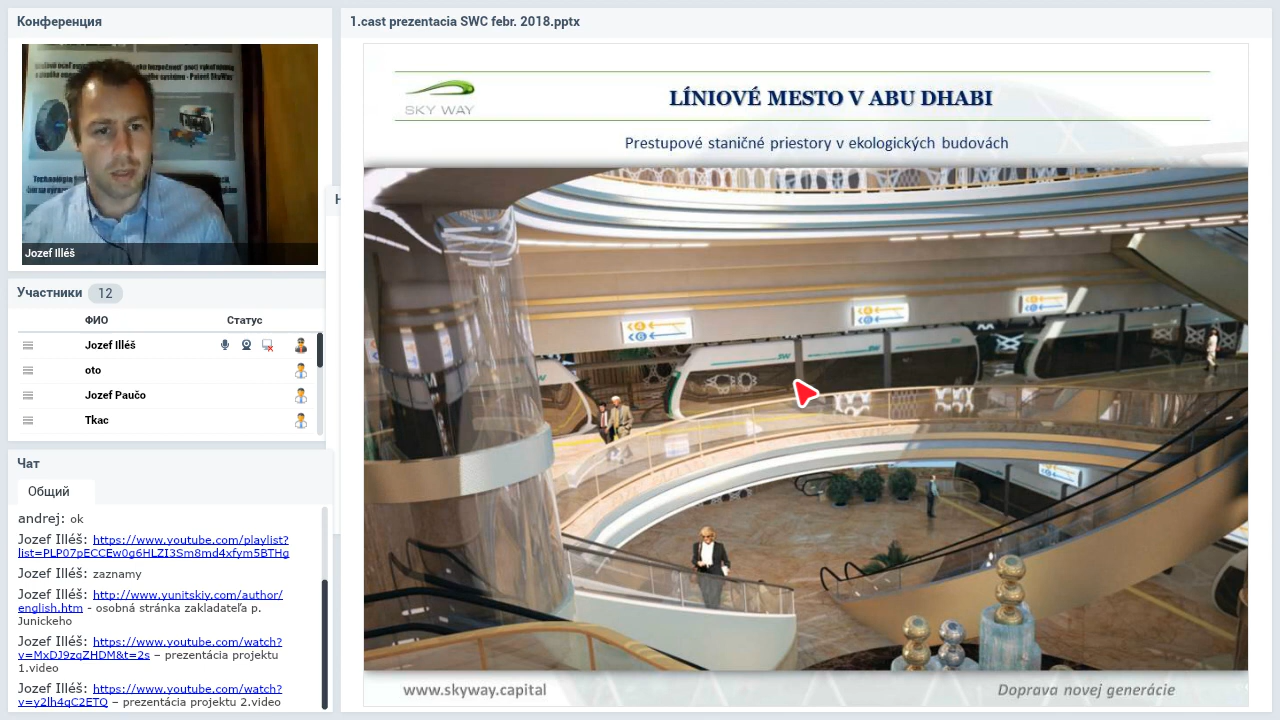 Конференция
Jozef Illéš
Участники 12
ФИО Статус
Jozef Illéš
oto
Jozef Paučo
Tkac
Чат
Общий
andrej: ok
Jozef Illéš: https://www.youtube.com/playlist?
list=PLP07pECCEw0g6HLZI3Sm8md4xfym5BTHg
Jozef Illéš: zaznamy
Jozef Illéš: http://www.yunitskiy.com/author/
english.htm - osobná stránka zakladateľa p.
Junickeho
Jozef Illéš: https://www.youtube.com/watch?
v=MxDJ9zqZHDM&t=2s – prezentácia projektu
1.video
Jozef Illéš: https://www.youtube.com/watch?
v=y2lh4qC2ETQ – prezentácia projektu 2.video
1.cast prezentacia SWC febr. 2018.pptx
SKY WAY
LÍNIOVÉ MESTO V ABU DHABI
Prestupové staničné priestory v ekologických budovách
www.skyway.capital
Doprava novej generácie